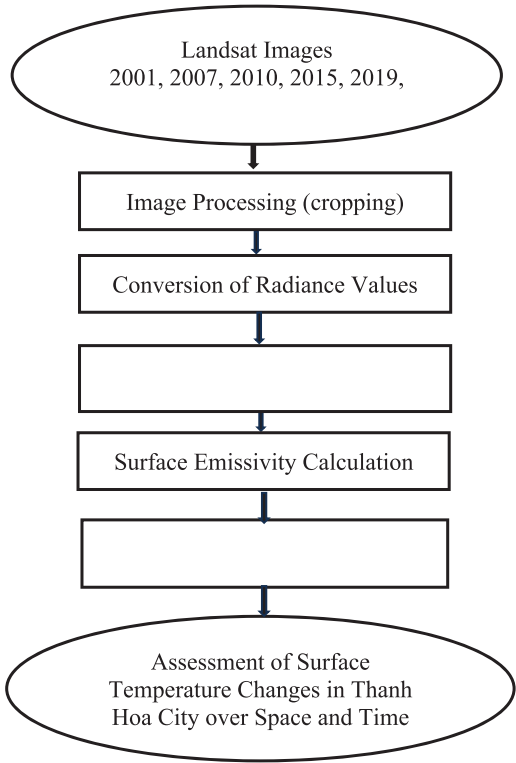 Landsat Images
2001, 2007, 2010, 2015, 2019,
Image Processing (cropping)
Conversion of Radiance Values
Surface Emissivity Calculation
Assessment of Surface
Temperature Changes in Thanh
Hoa City over Space and Time